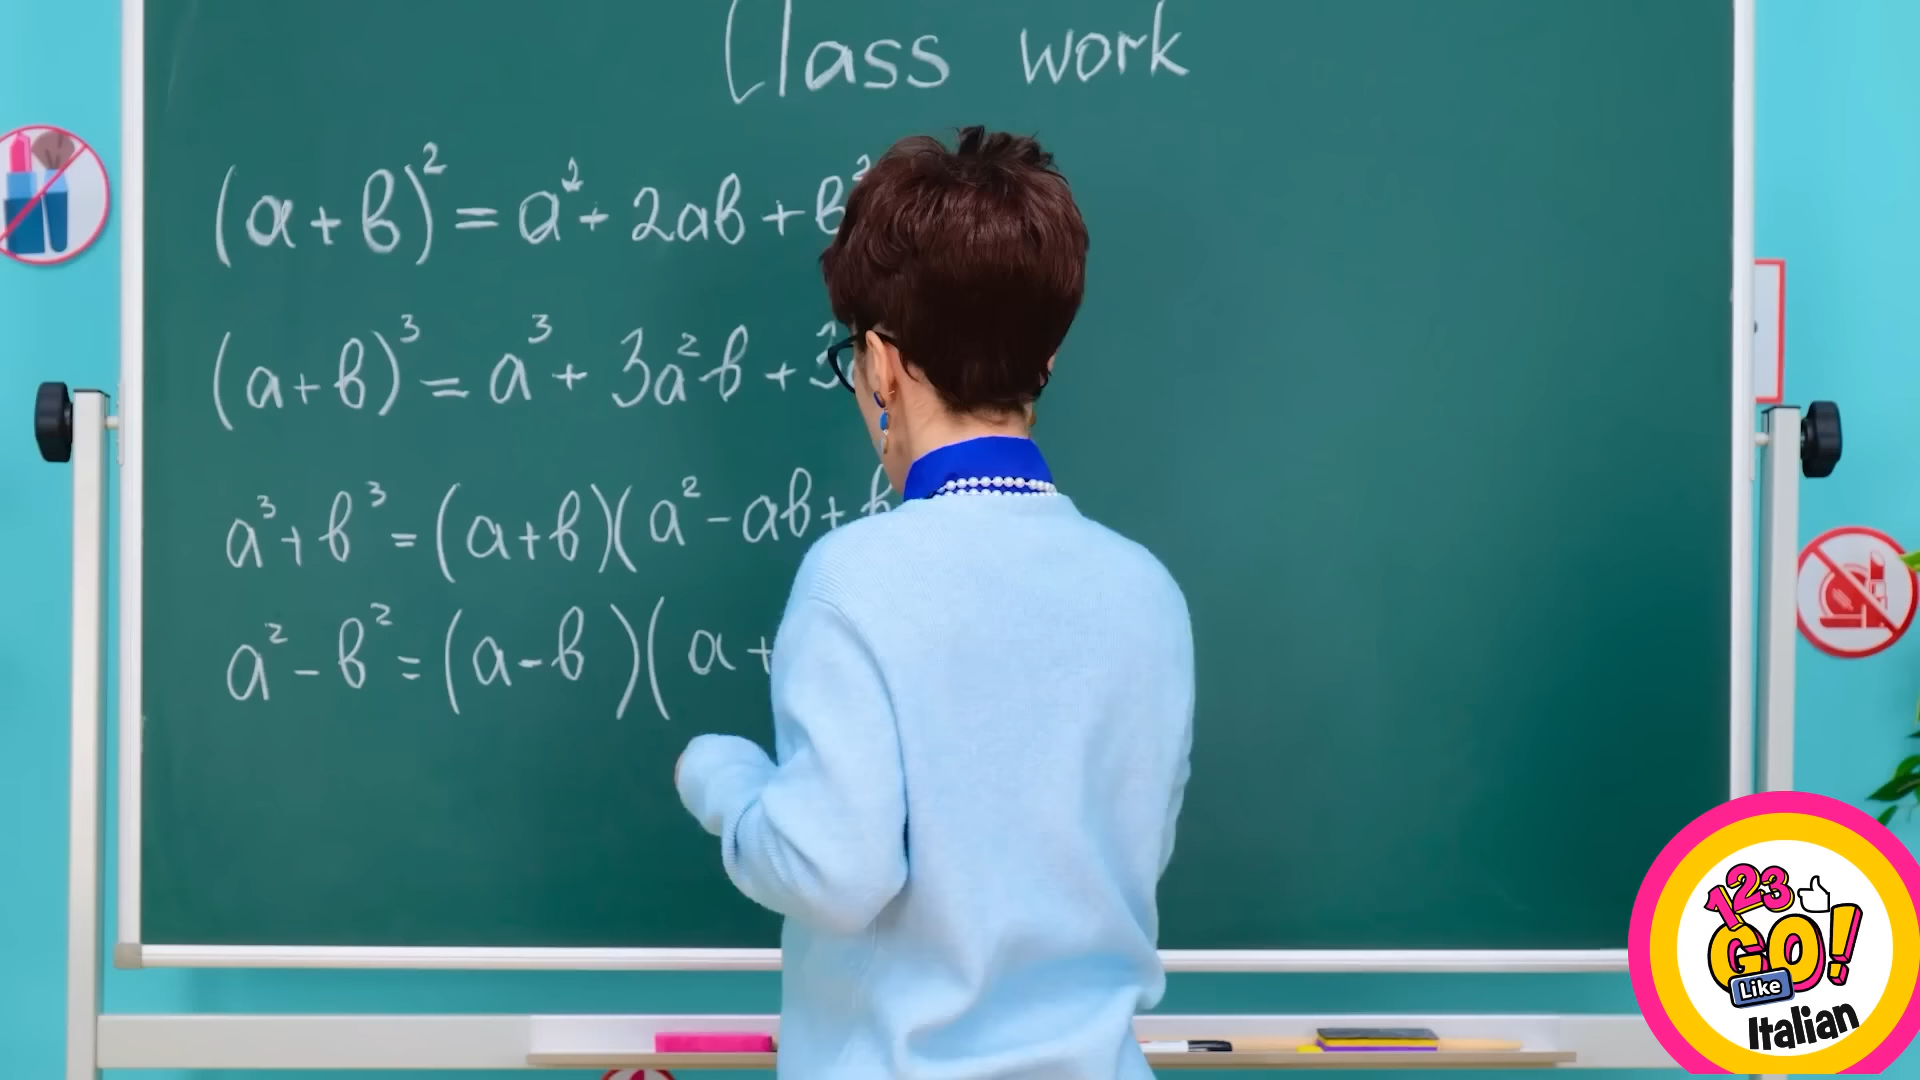 Class work
(a+b)² = a² + 2ab + b²
(a+b)³ = a³ + 3a²b + 3
a³+b³ = (a+b)(a² - ab + b
a² - b² = (a-b)(a+
123
GO!
Like
Italian